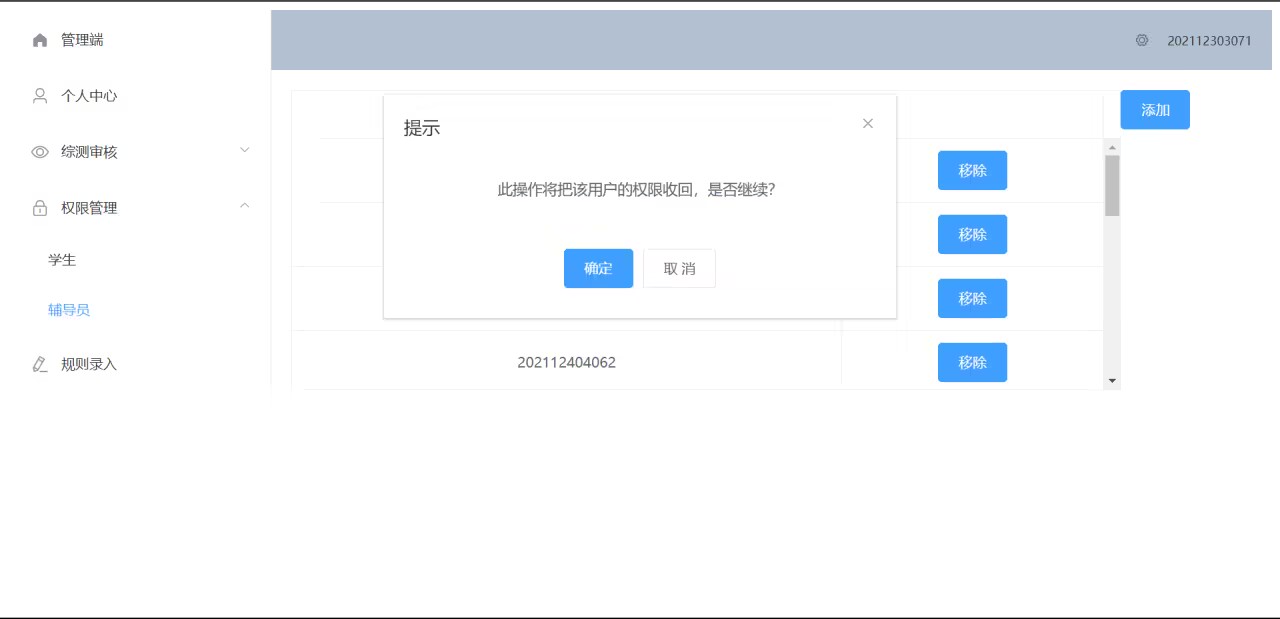 管理端
202112303071
个人中心
综测审核
权限管理
学生
辅导员
规则录入
添加
提示
此操作将把该用户的权限收回，是否继续？
确定
取 消
移除
移除
移除
202112404062
移除